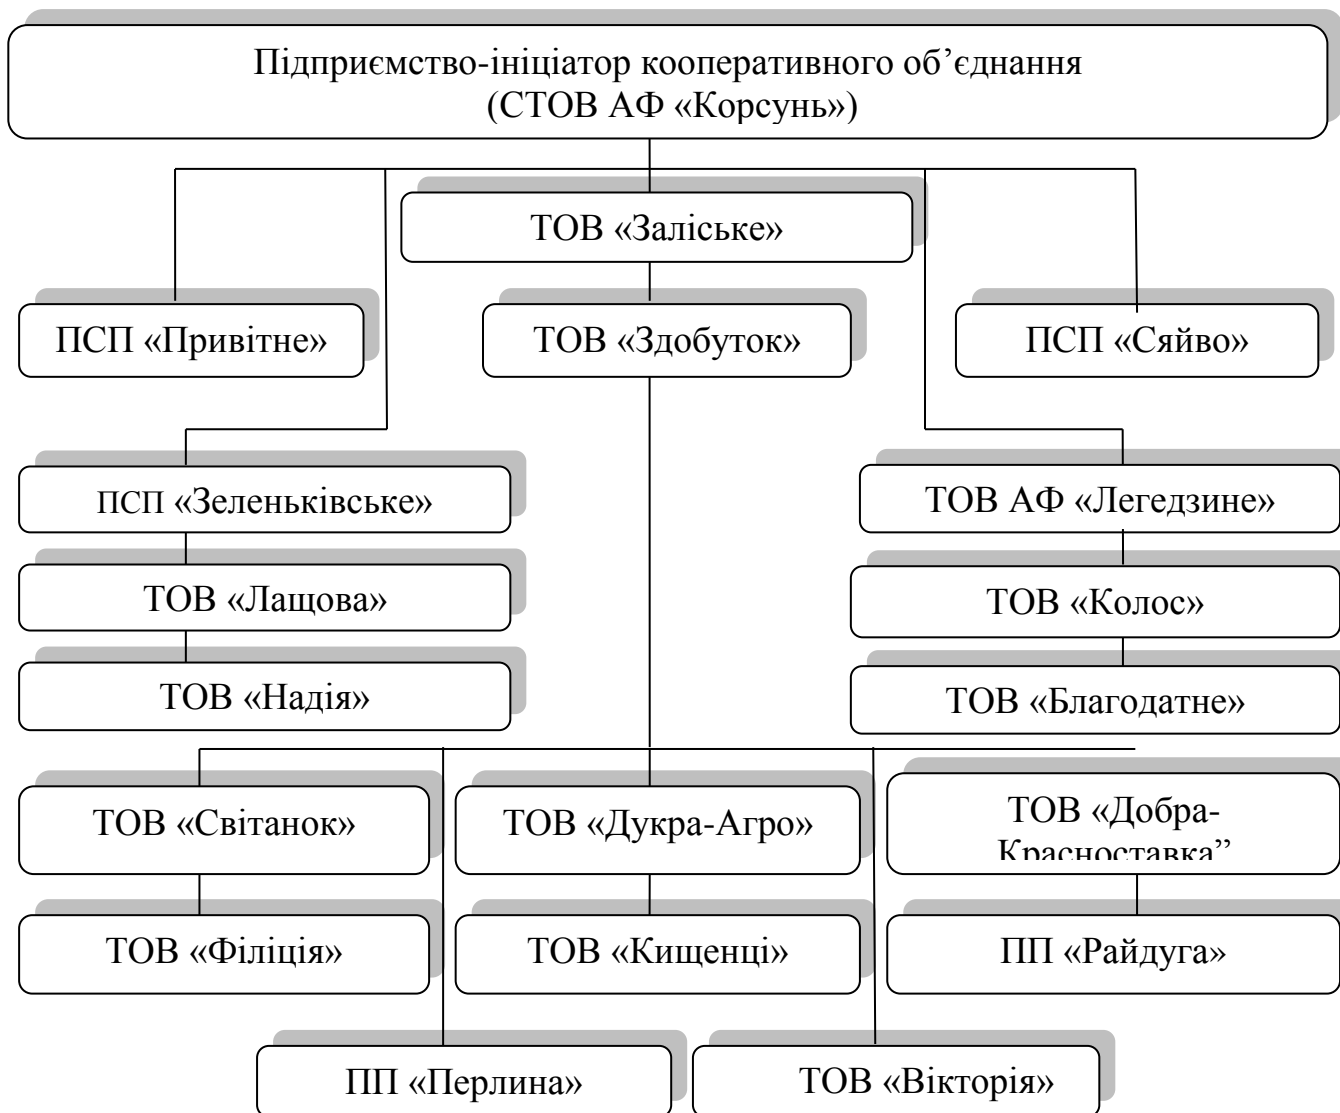 Підприємство-ініціатор кооперативного об’єднання
(СТОВ АФ «Корсунь»)
ТОВ «Заліське»
ПСП «Привітне»
ТОВ «Здобуток»
ПСП «Сяйво»
ПСП «Зеленьківське»
ТОВ АФ «Легедзине»
ТОВ «Лащова»
ТОВ «Колос»
ТОВ «Надія»
ТОВ «Благодатне»
ТОВ «Світанок»
ТОВ «Дукра-Агро»
ТОВ «Добра-
Красноставка”
ТОВ «Філіція»
ТОВ «Кищенці»
ПП «Райдуга»
ПП «Перлина»
ТОВ «Вікторія»